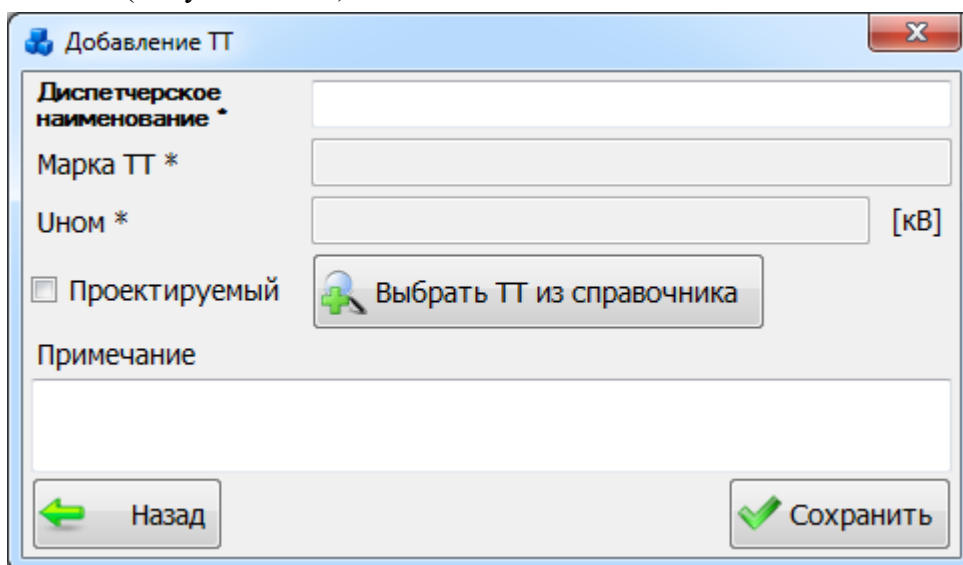 Добавление ТТ
Диспетчерское
наименование *
Марка ТТ *
Uном *
[кВ]
Проектируемый
Выбрать ТТ из справочника
Примечание
Назад
Сохранить